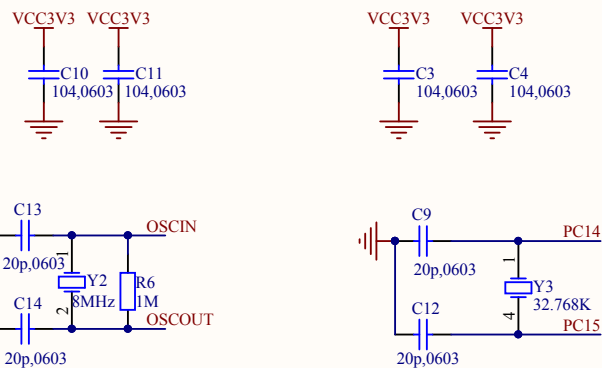 VCC3V3 VCC3V3 VCC3V3 VCC3V3
C10 C11 C3 C4
104,0603 104,0603 104,0603 104,0603
C13 OSCIN
20p,0603
1
Y2
8MHz
2
R6
1M
C14 OSCOUT
20p,0603
C9 PC14
20p,0603
1
Y3
32.768K
4
C12 PC15
20p,0603